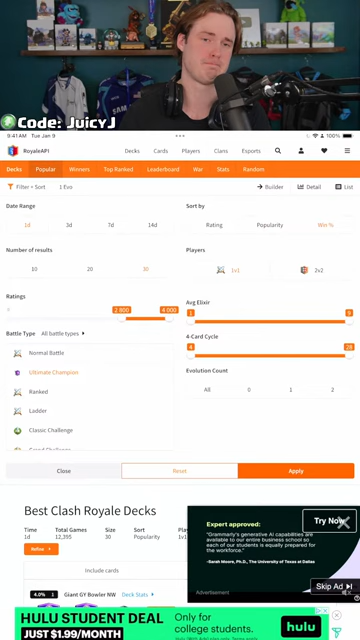 Code: JuicyJ
9:41AM Tue Jan 9
100%
RoyaleAPI
Decks Cards Players Clans Esports
Decks Popular Winners Top Ranked Leaderboard War Stats Random
Filter + Sort 1 Evo Builder Detail List
Date Range
1d 3d 7d 14d
Sort by
Rating Popularity Win %
Number of results
10 20 30
Players
1v1 2v2
Ratings
2 800 4 000
Avg Elixir
1 9
Battle Type All battle types
4-Card Cycle
4 28
Normal Battle
Ultimate Champion
Ranked
Ladder
Classic Challenge
Grand Challenge
Evolution Count
All 0 1 2
Close Reset Apply
Best Clash Royale Decks
Time Total Games Size Sort Players
1d 12,395 30 Popularity 1v1
Refine
Include cards
4.0% 1 Giant GY Bowler NW Deck Stats
Try Now
Expert approved:
"Grammarly's generative AI capabilities are
available to our entire business school so
each of our students is equally prepared for
the workforce."
-Sarah Moore, Ph.D., The University of Texas at Dallas
Skip Ad
Advertisement
HULU STUDENT DEAL
JUST $1.99/MONTH
Only for
college students.
hulu